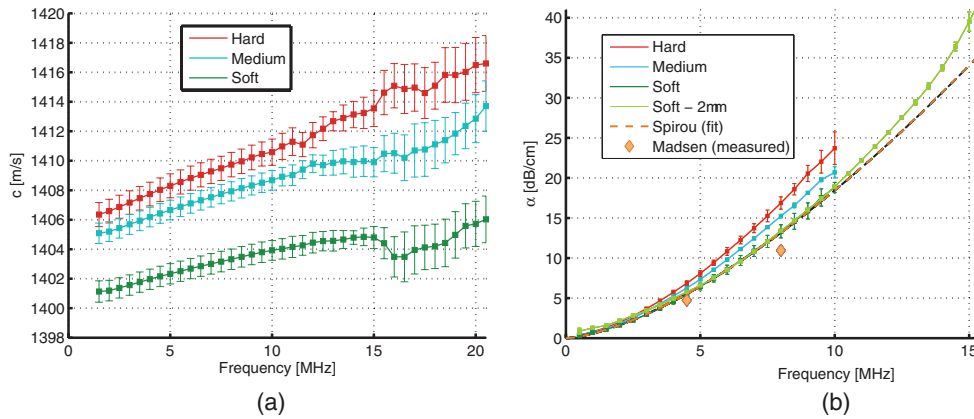 1418
1416
1414
1412
1410
1408
1406
1404
1402
1400
1398
c [m/s]
Hard
Medium
Soft
0
5
10
15
20
Frequency [MHz]
(a)
40
35
30
25
20
15
10
5
0
α [dB/cm]
Hard
Medium
Soft
Soft − 2mm
Spirou (fit)
Madsen (measured)
0
5
10
15
Frequency [MHz]
(b)